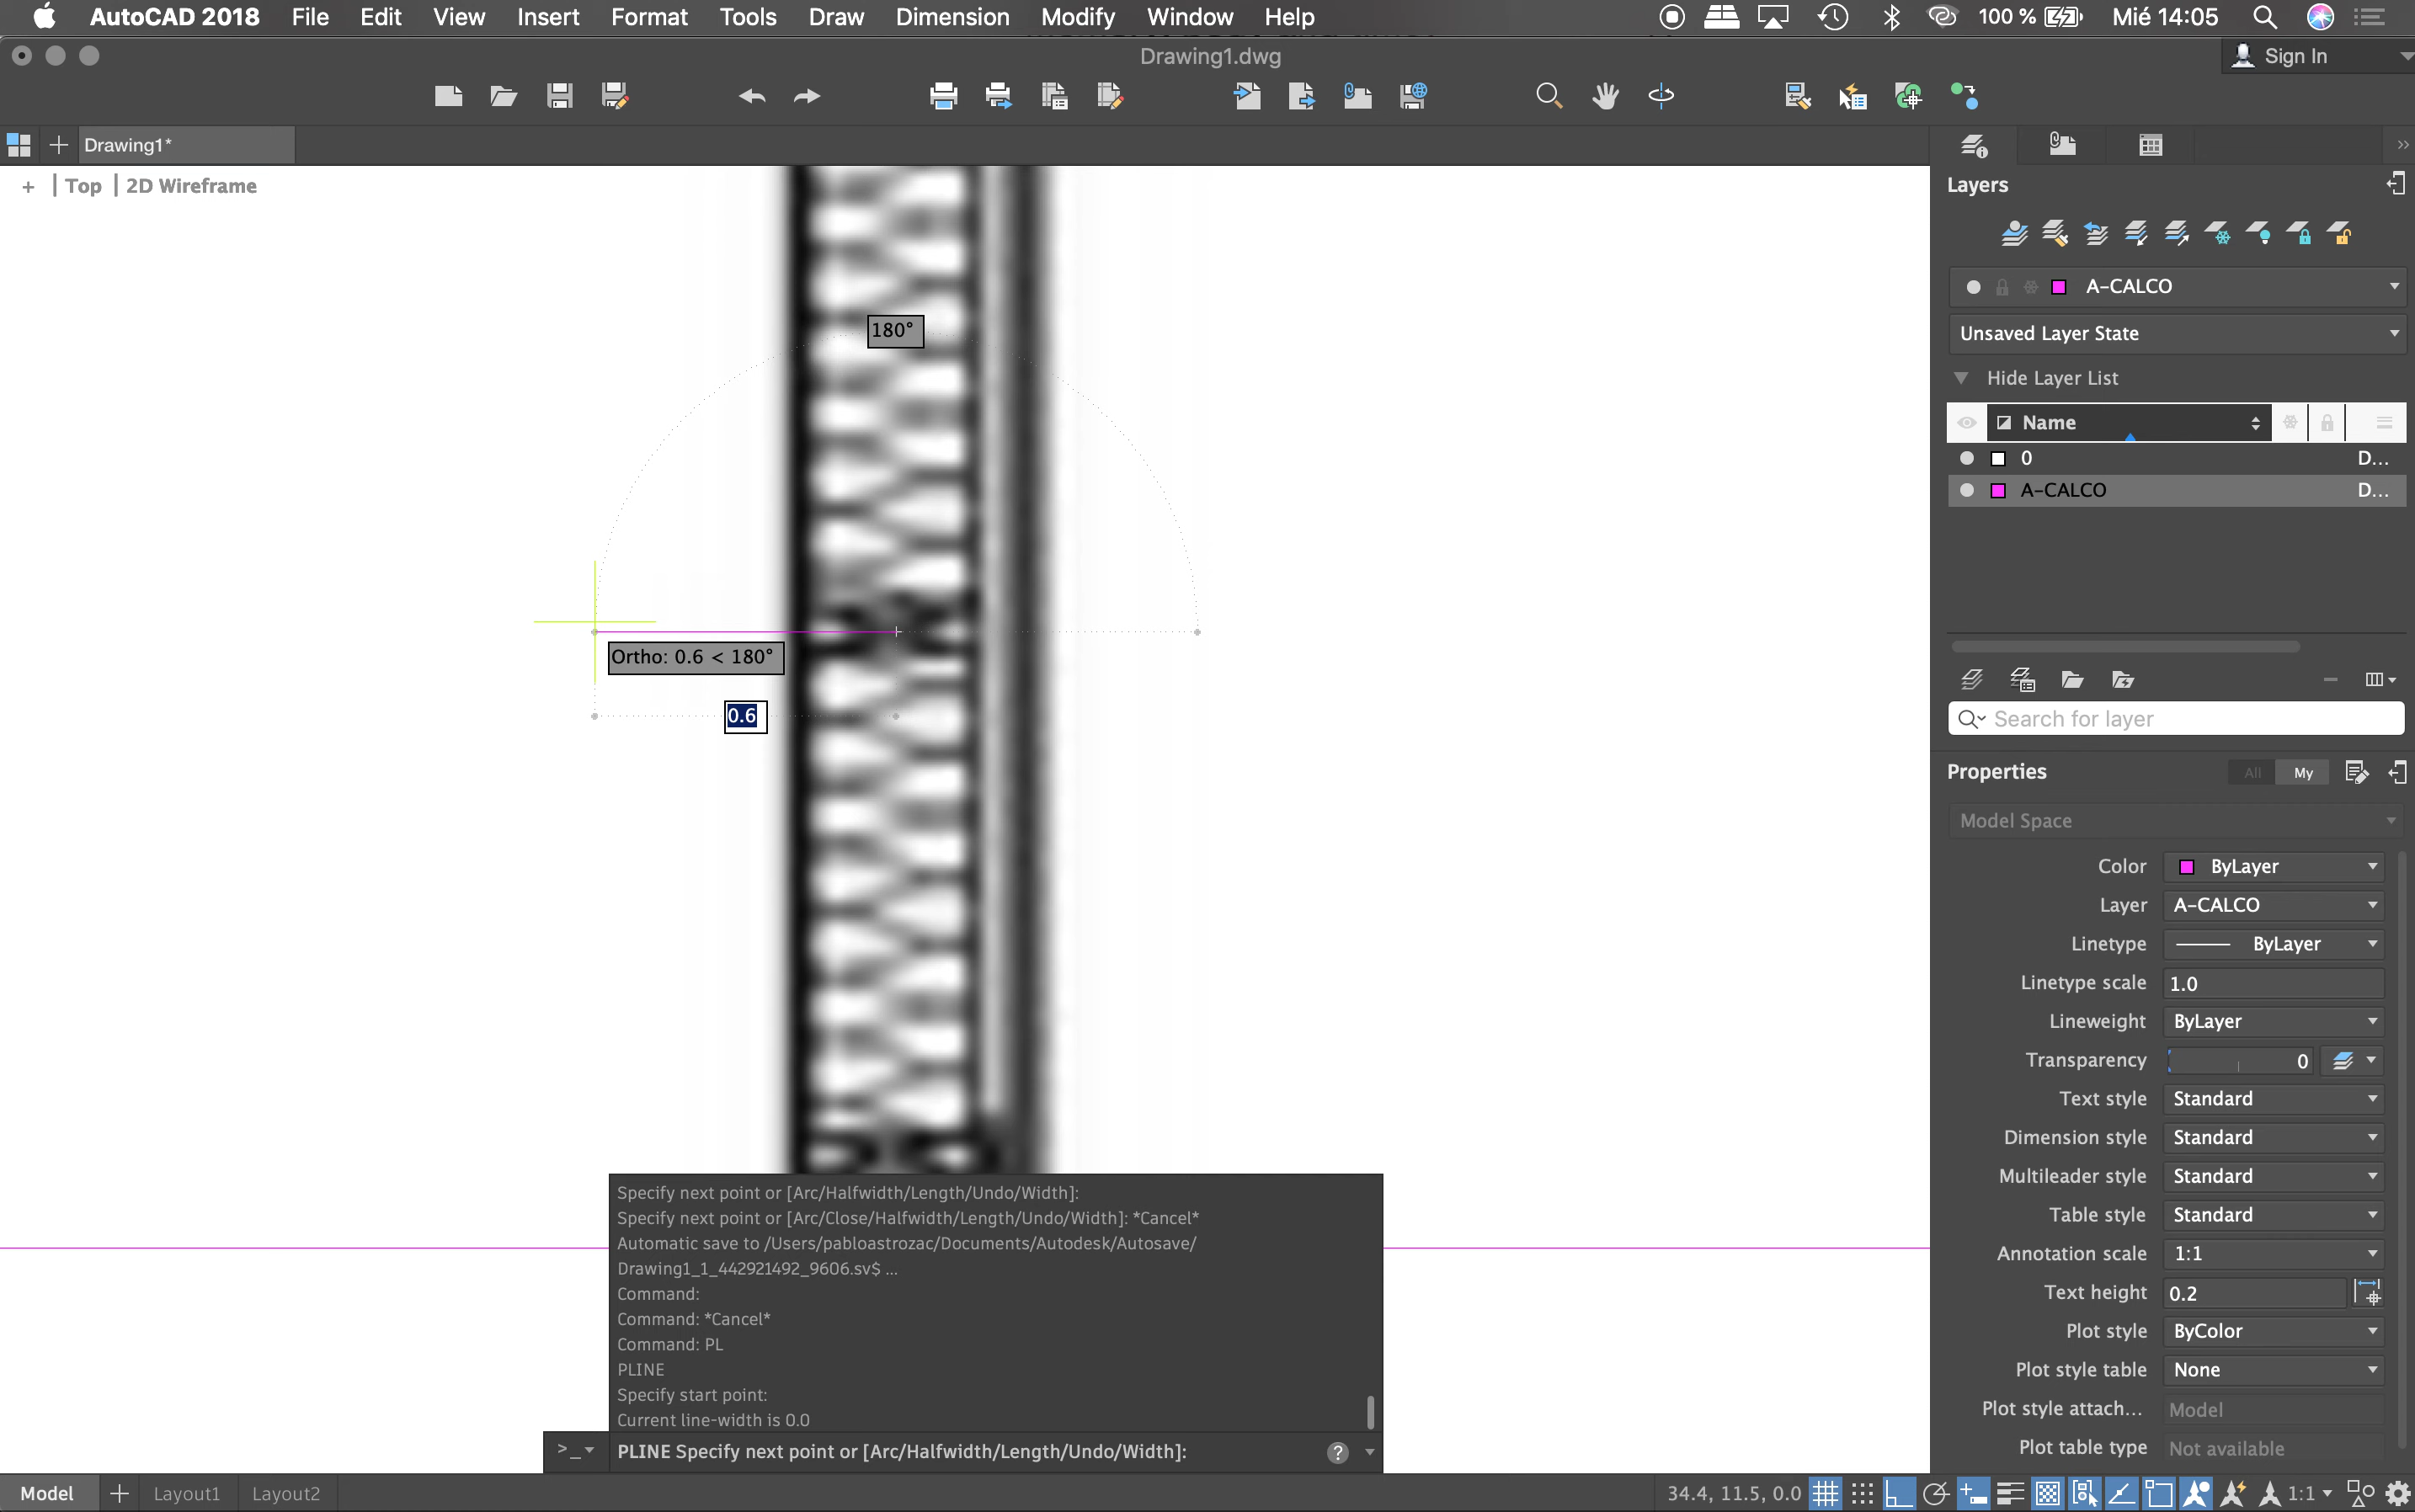 AutoCAD 2018 File Edit View Insert Format Tools Draw Dimension Modify Window Help 100 % Mié 14:05
Drawing1.dwg
Sign In
Drawing1*
+ | Top | 2D Wireframe
180°
Ortho: 0.6 < 180°
0.6
Specify next point or [Arc/Halfwidth/Length/Undo/Width]:
Specify next point or [Arc/Close/Halfwidth/Length/Undo/Width]: *Cancel*
Automatic save to /Users/pabloastrozac/Documents/Autodesk/Autosave/
Drawing1_1_442921492_9606.sv$ ...
Command:
Command: *Cancel*
Command: PL
PLINE
Specify start point:
Current line-width is 0.0
>_ PLINE Specify next point or [Arc/Halfwidth/Length/Undo/Width]: ?
Layers
A-CALCO
Unsaved Layer State
Hide Layer List
Name
0 D...
A-CALCO D...
Search for layer
Properties All My
Model Space
Color ByLayer
Layer A-CALCO
Linetype ByLayer
Linetype scale 1.0
Lineweight ByLayer
Transparency 0
Text style Standard
Dimension style Standard
Multileader style Standard
Table style Standard
Annotation scale 1:1
Text height 0.2
Plot style ByColor
Plot style table None
Plot style attach... Model
Plot table type Not available
Model + Layout1 Layout2 34.4, 11.5, 0.0 1:1